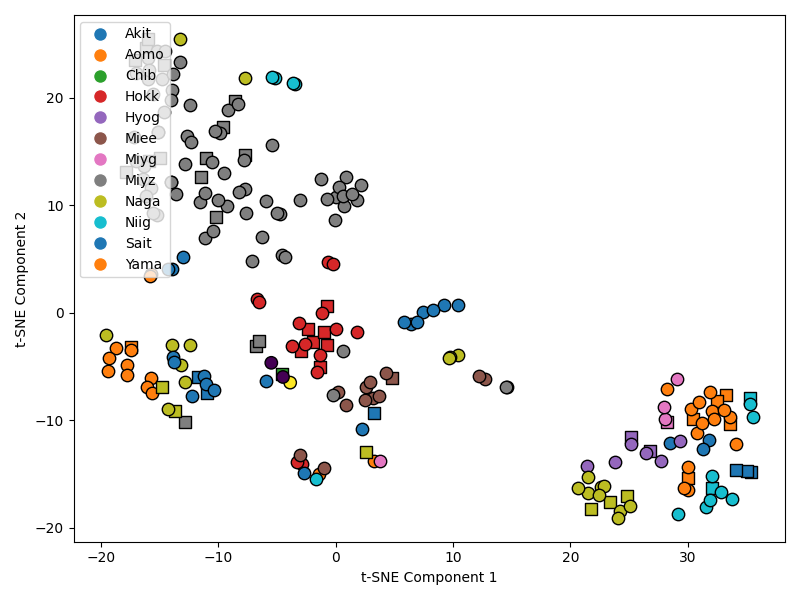 Akit
Aomo
Chib
Hokk
Hyog
Miee
Miyg
Miyz
Naga
Niig
Sait
Yama
20
10
0
−10
−20
t-SNE Component 2
−20 −10 0 10 20 30
t-SNE Component 1